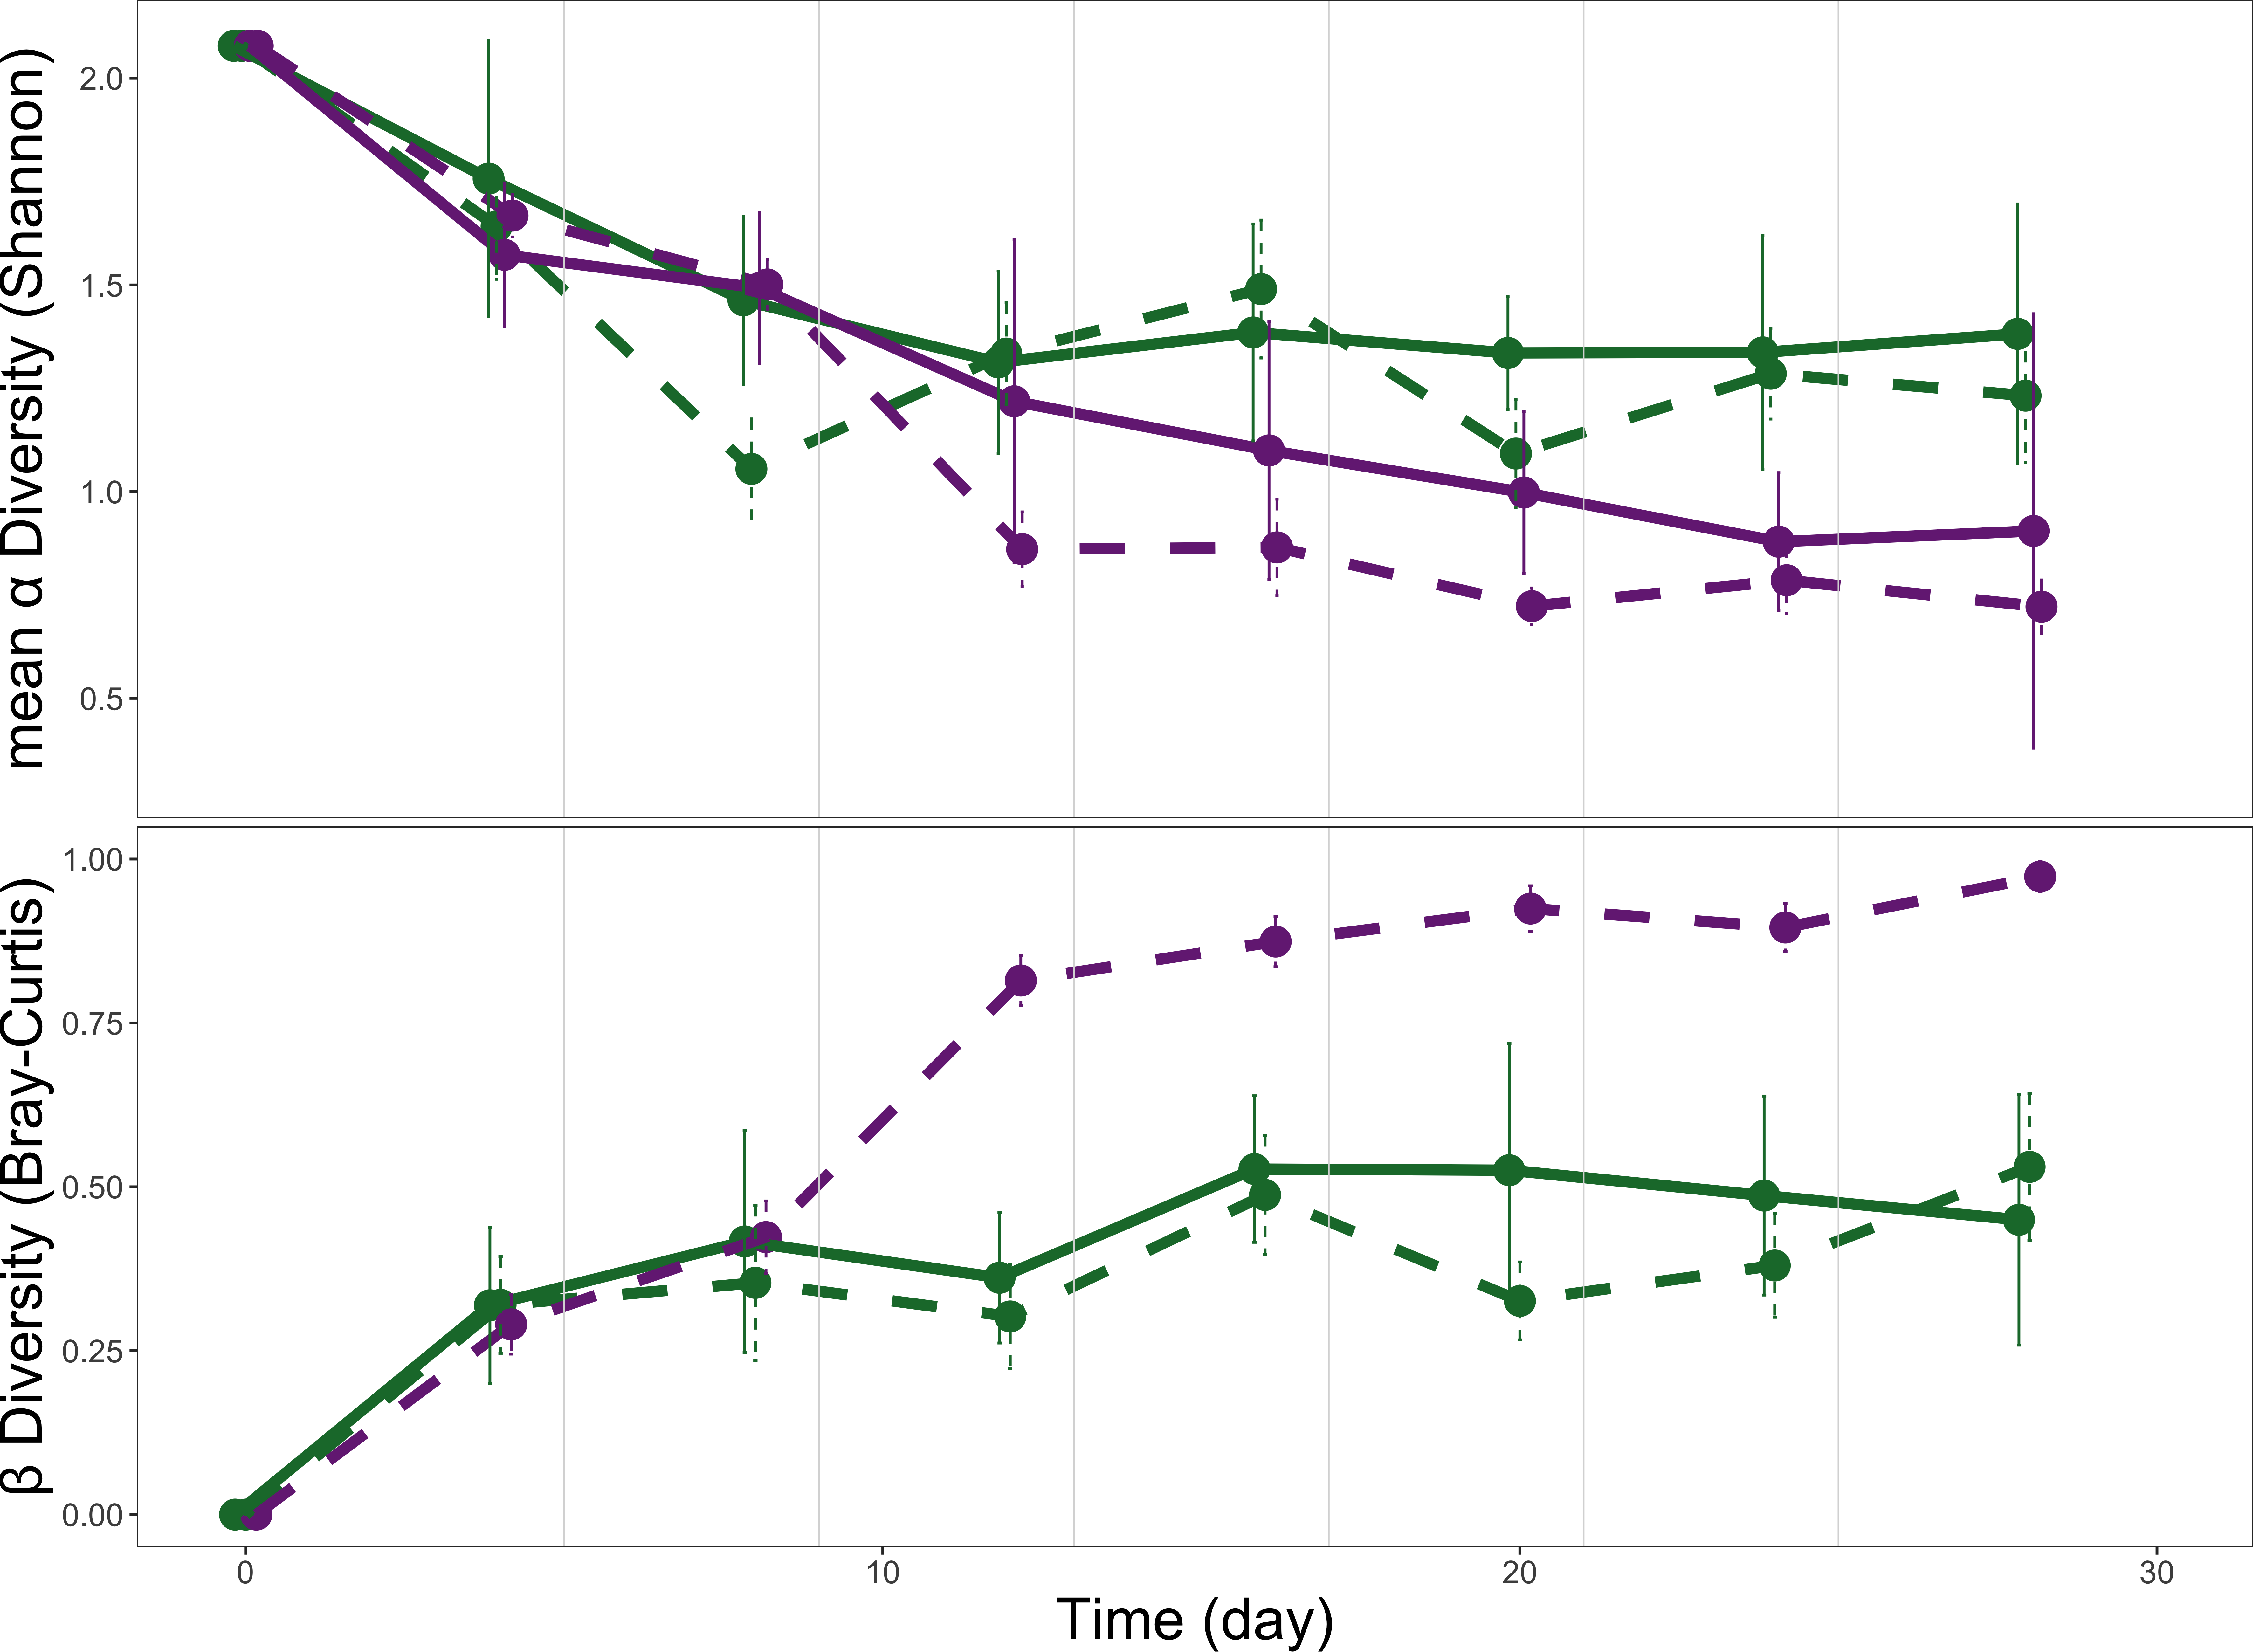 mean α Diversity (Shannon)
2.0
1.5
1.0
0.5
β Diversity (Bray-Curtis)
1.00
0.75
0.50
0.25
0.00
0 10 20 30
Time (day)